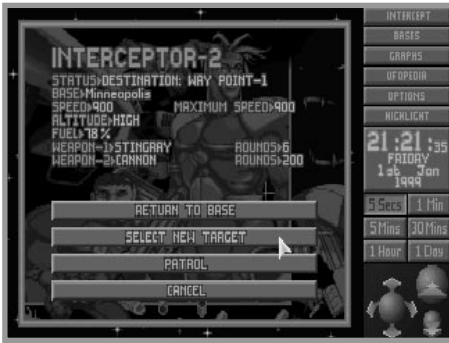 INTERCEPTOR-2
STATUS>DESTINATION: WAY POINT-1
BASE>Minneopolis
SPEED>900 MAXIMUM SPEED>900
ALTITUDE>HIGH
FUEL>78%
WEAPON-1>STINGRAY ROUNDS>6
WEAPON-2>CANNON ROUNDS>200
RETURN TO BASE
SELECT NEW TARGET
PATROL
CANCEL
INTERCEPT
BASES
GRAPHS
UFOPEDIA
OPTIONS
HIGHLIGHT
21:21:35
FRIDAY
1st Jan
1999
5 Secs 1 Min
5 Mins 30 Mins
1 Hour 1 Day